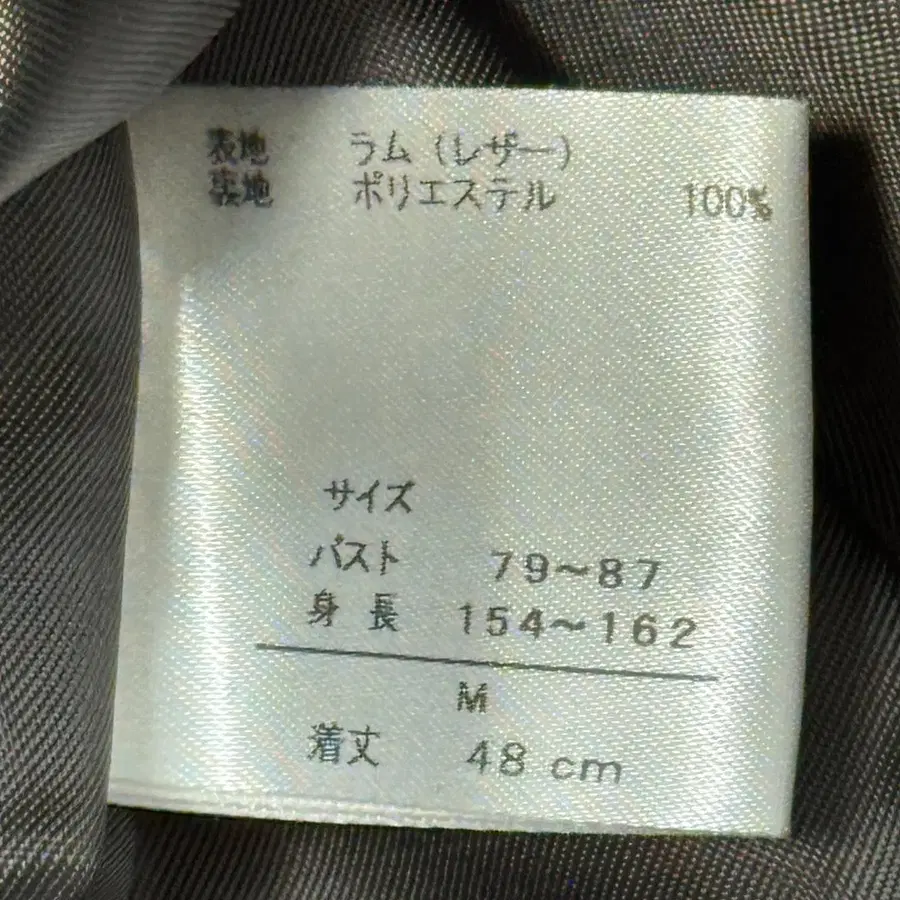 表地 ラム (レザー)
裏地 ポリエステル 100%
サイズ
バスト 79~87
身長 154~162
M
着丈 48 cm